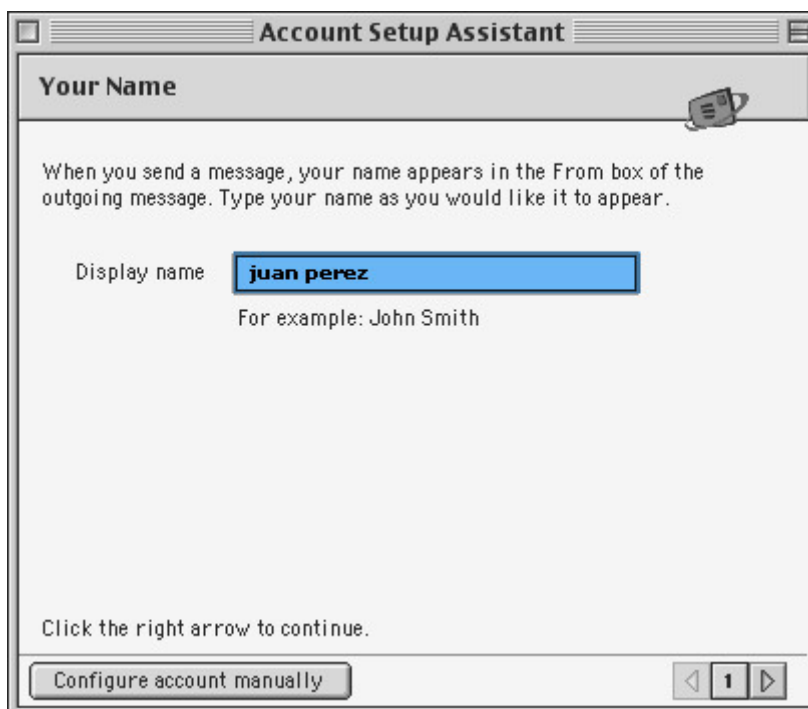 Account Setup Assistant
Your Name
When you send a message, your name appears in the From box of the
outgoing message. Type your name as you would like it to appear.
Display name juan perez
For example: John Smith
Click the right arrow to continue.
Configure account manually 1